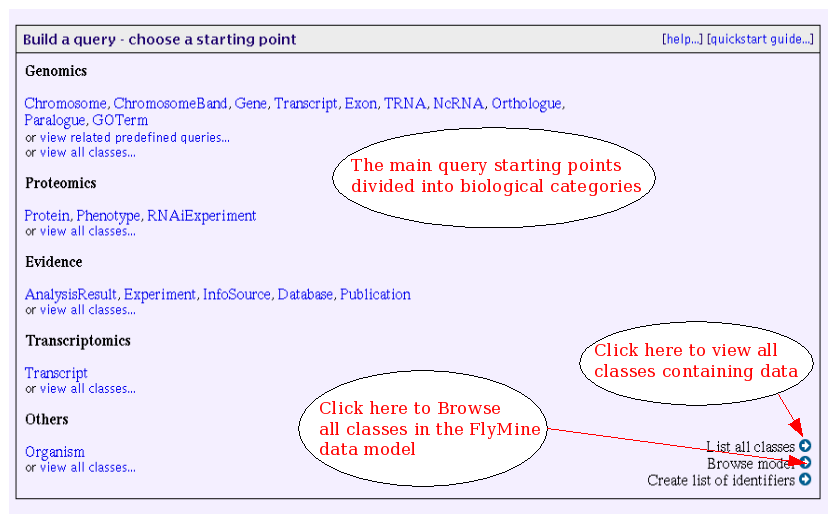 Build a query - choose a starting point [help...] [quickstart guide...]
Genomics
Chromosome, ChromosomeBand, Gene, Transcript, Exon, TRNA, NcRNA, Orthologue,
Paralogue, GOTerm
or view related predefined queries...
or view all classes...
The main query starting points
divided into biological categories
Proteomics
Protein, Phenotype, RNAiExperiment
or view all classes...
Evidence
AnalysisResult, Experiment, InfoSource, Database, Publication
or view all classes...
Transcriptomics
Transcript
or view all classes...
Click here to view all
classes containing data
Others
Organism
or view all classes...
Click here to Browse
all classes in the FlyMine
data model
List all classes
Browse model
Create list of identifiers